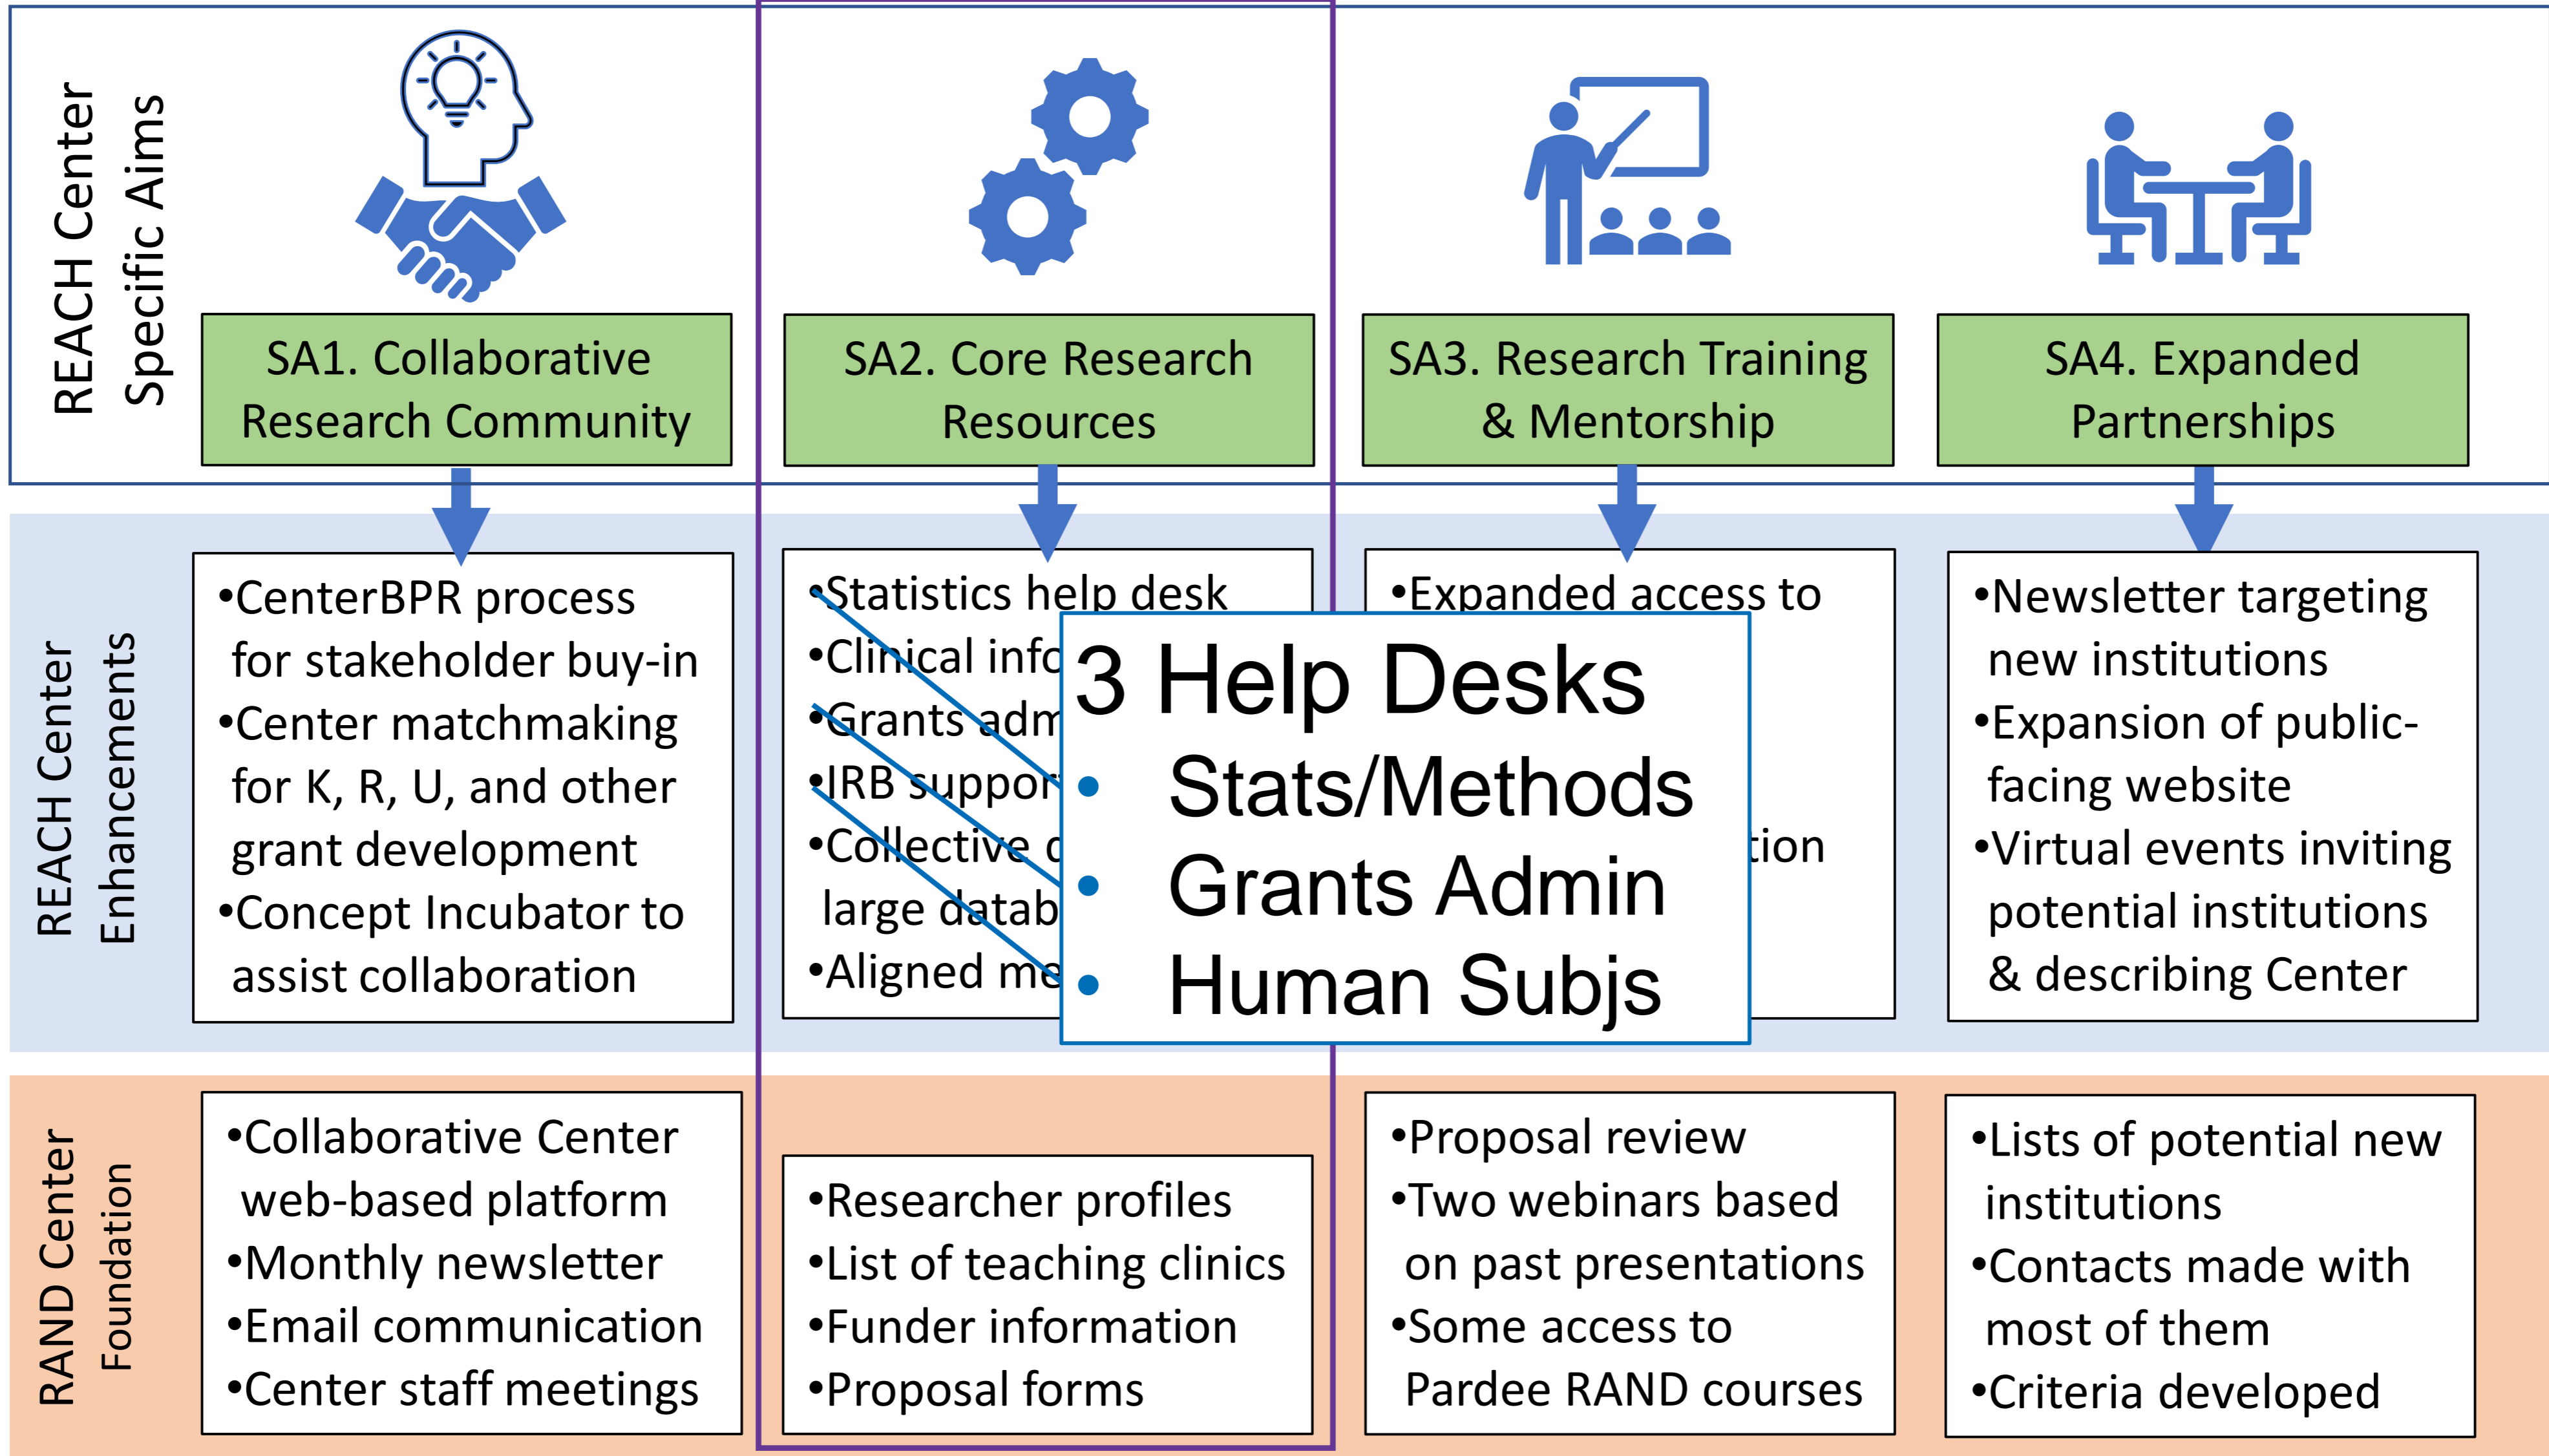 REACH Center
Specific Aims
SA1. Collaborative
Research Community
SA2. Core Research
Resources
SA3. Research Training
& Mentorship
SA4. Expanded
Partnerships
REACH Center
Enhancements
•CenterBPR process
for stakeholder buy-in
•Center matchmaking
for K, R, U, and other
grant development
•Concept Incubator to
assist collaboration
•Statistics help desk
•Clinical
•Grants
•IRB
•Collective
large
•Aligned
•Expanded access to
3 Help Desks
• Stats/Methods
• Grants Admin
• Human Subjs
•Newsletter targeting
new institutions
•Expansion of public-
facing website
•Virtual events inviting
potential institutions
& describing Center
RAND Center
Foundation
•Collaborative Center
web-based platform
•Monthly newsletter
•Email communication
•Center staff meetings
•Researcher profiles
•List of teaching clinics
•Funder information
•Proposal forms
•Proposal review
•Two webinars based
on past presentations
•Some access to
Pardee RAND courses
•Lists of potential new
institutions
•Contacts made with
most of them
•Criteria developed